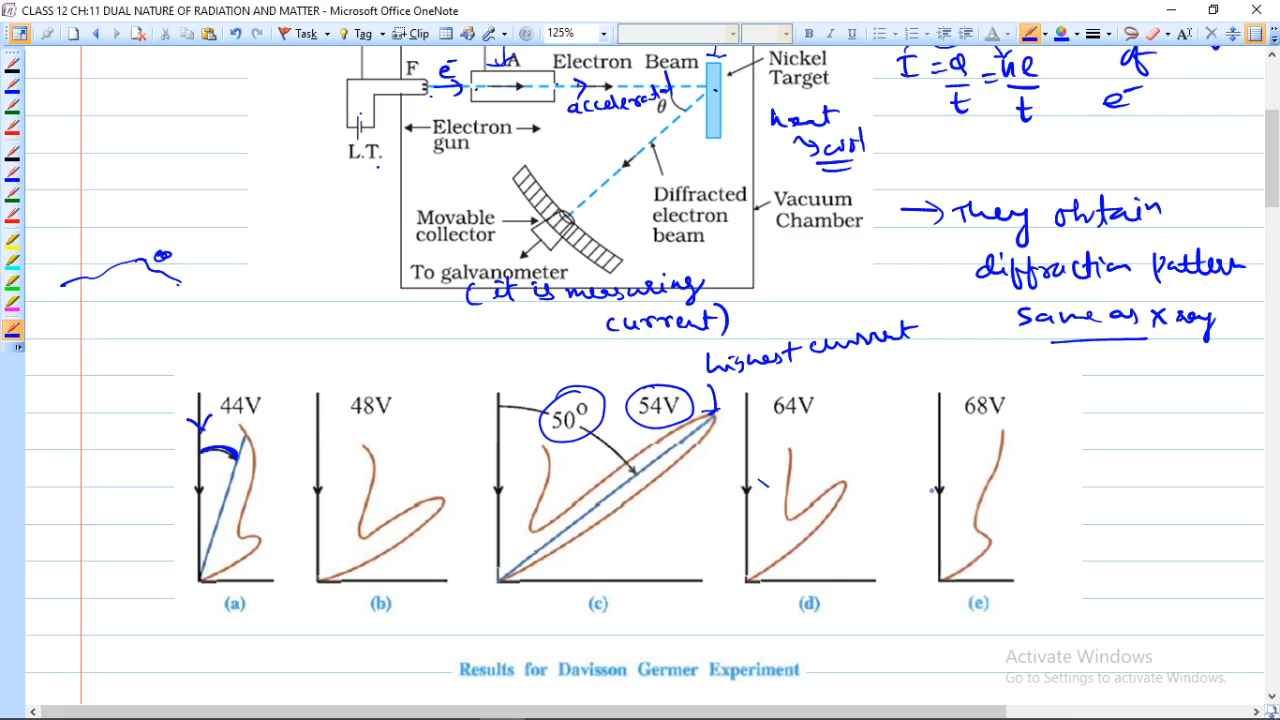 CLASS 12 CH:11 DUAL NATURE OF RADIATION AND MATTER - Microsoft Office OneNote
Task
Tag
Clip
125%
B I U
F e⁻ A Electron Beam
Nickel
Target
accelerat
θ
Electron
gun
L.T.
heat
cool
I = Q/t = ne/t
of
e⁻
Diffracted
electron
beam
Vacuum
Chamber
Movable
collector
To galvanometer
(it is measuring
current)
→ They obtain
diffraction pattern
same as x ray
highest current
44V 48V 50° 54V 64V 68V
(a) (b) (c) (d) (e)
Results for Davisson Germer Experiment
Activate Windows
Go to Settings to activate Windows.